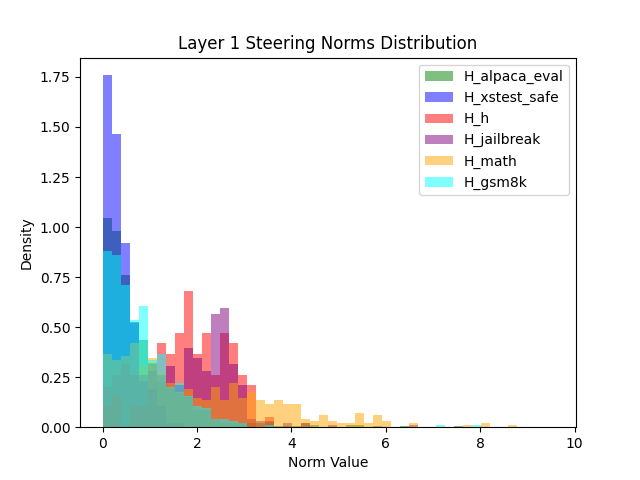 Layer 1 Steering Norms Distribution
H_alpaca_eval
H_xstest_safe
H_h
H_jailbreak
H_math
H_gsm8k
Density
1.75
1.50
1.25
1.00
0.75
0.50
0.25
0.00
0 2 4 6 8 10
Norm Value